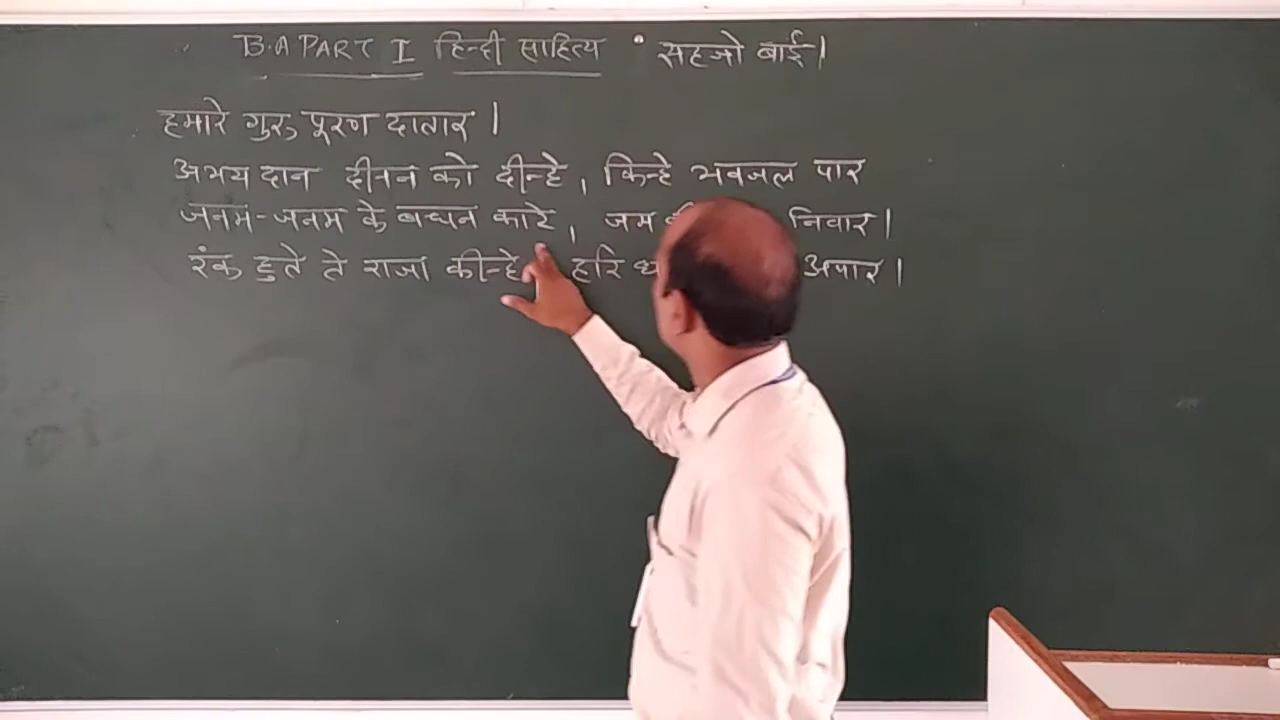 B.A PART I हिन्दी साहित्य • सहजो बाई।
हमारे गुरु पूरण दातार।
अभय दान दीनन को दीन्हे, किन्हे भवजल पार
जनम-जनम के बन्धन काटे, जम निवार।
रंक हुते ते राजा कीन्हे हरि अपार।